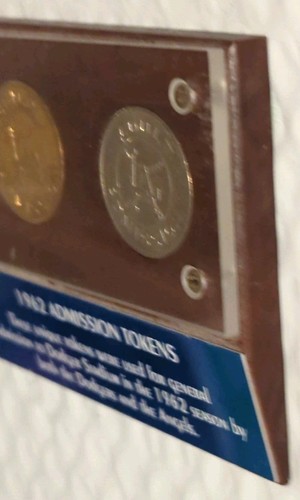 1962 ADMISSION TOKENS
These unique tokens were used for general
admission to Dodger Stadium in the 1962 season by
both the Dodgers and the Angels.